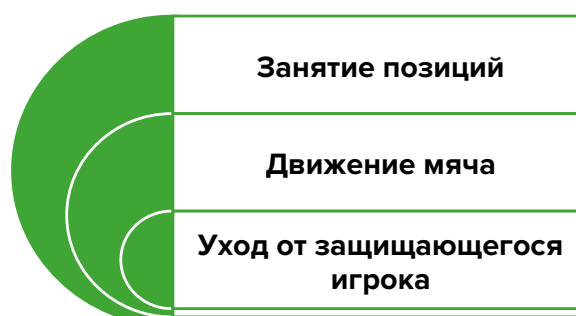 Занятие позиций
Движение мяча
Уход от защищающегося
игрока